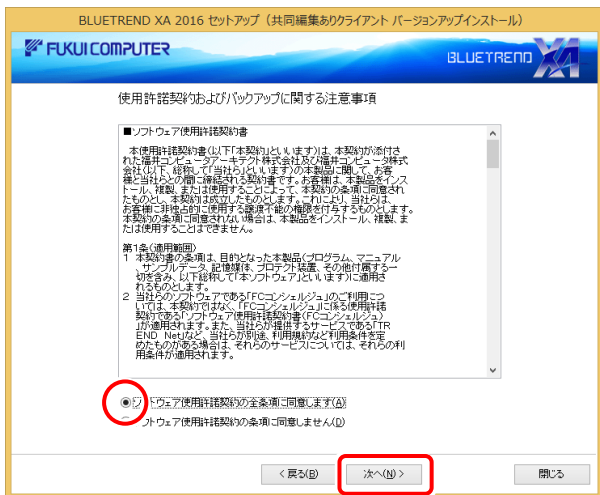 BLUETREND XA 2016 セットアップ（共同編集ありクライアント バージョンアップインストール）
FUKUI COMPUTER
BLUETREND XA
使用許諾契約およびバックアップに関する注意事項
■ソフトウェア使用許諾契約書
本使用許諾契約書(以下「本契約」といいます)は、本契約が添付さ
れた福井コンピュータアーキテクト株式会社及び福井コンピュータ株式
会社(以下、総称して「当社ら」といいます)の本製品に関して、お客
様と当社らとの間に締結される契約書です。お客様は、本製品をインス
トール、複製、または使用することによって、本契約の条項に同意され
たものとし、本契約は成立したものとします。これにより、当社らは、
お客様に非独占的に使用する譲渡不能の権限を付与するものとします。
本契約の条項に同意されない場合は、本製品をインストール、複製、ま
たは使用することはできません。
第1条(適用範囲)
1 本契約書の条項は、目的となった本製品(プログラム、マニュアル
、サンプルデータ、記憶媒体、プロテクト装置、その他付属する一
切を含み、以下総称して「本ソフトウェア」といいます)に適用さ
れるものとします。
2 当社らのソフトウェアである「FCコンシェルジュ」のご利用につ
いては、本契約ではなく、「FCコンシェルジュ」に係る使用許諾
契約である「ソフトウェア使用許諾契約書(FCコンシェルジュ)
」が適用されます。また、当社らが提供するサービスである「TR
END Net」など、当社らが別途、利用規約など利用条件を定
めたものがある場合は、それらのサービスについては、それらの利
用条件が適用されます。
ソフトウェア使用許諾契約の全条項に同意します(A)
フトウェア使用許諾契約の条項に同意しません(D)
< 戻る(B)
次へ(N) >
閉じる